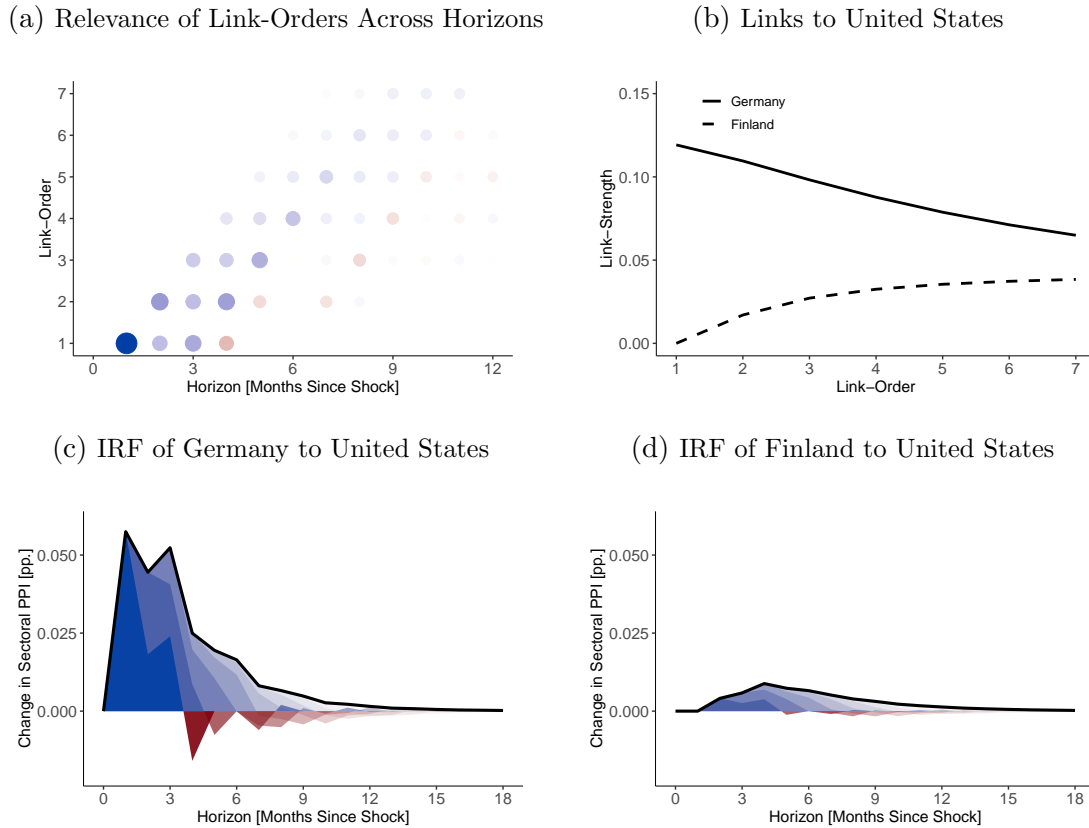 (a) Relevance of Link-Orders Across Horizons
7
6
5
4
3
2
1
Link-Order
0 3 6 9 12
Horizon [Months Since Shock]
(b) Links to United States
0.15
0.10
0.05
0.00
Link-Strength
Germany
Finland
1 2 3 4 5 6 7
Link-Order
(c) IRF of Germany to United States
0.050
0.025
0.000
Change in Sectoral PPI [pp.]
0 3 6 9 12 15 18
Horizon [Months Since Shock]
(d) IRF of Finland to United States
0.050
0.025
0.000
Change in Sectoral PPI [pp.]
0 3 6 9 12 15 18
Horizon [Months Since Shock]